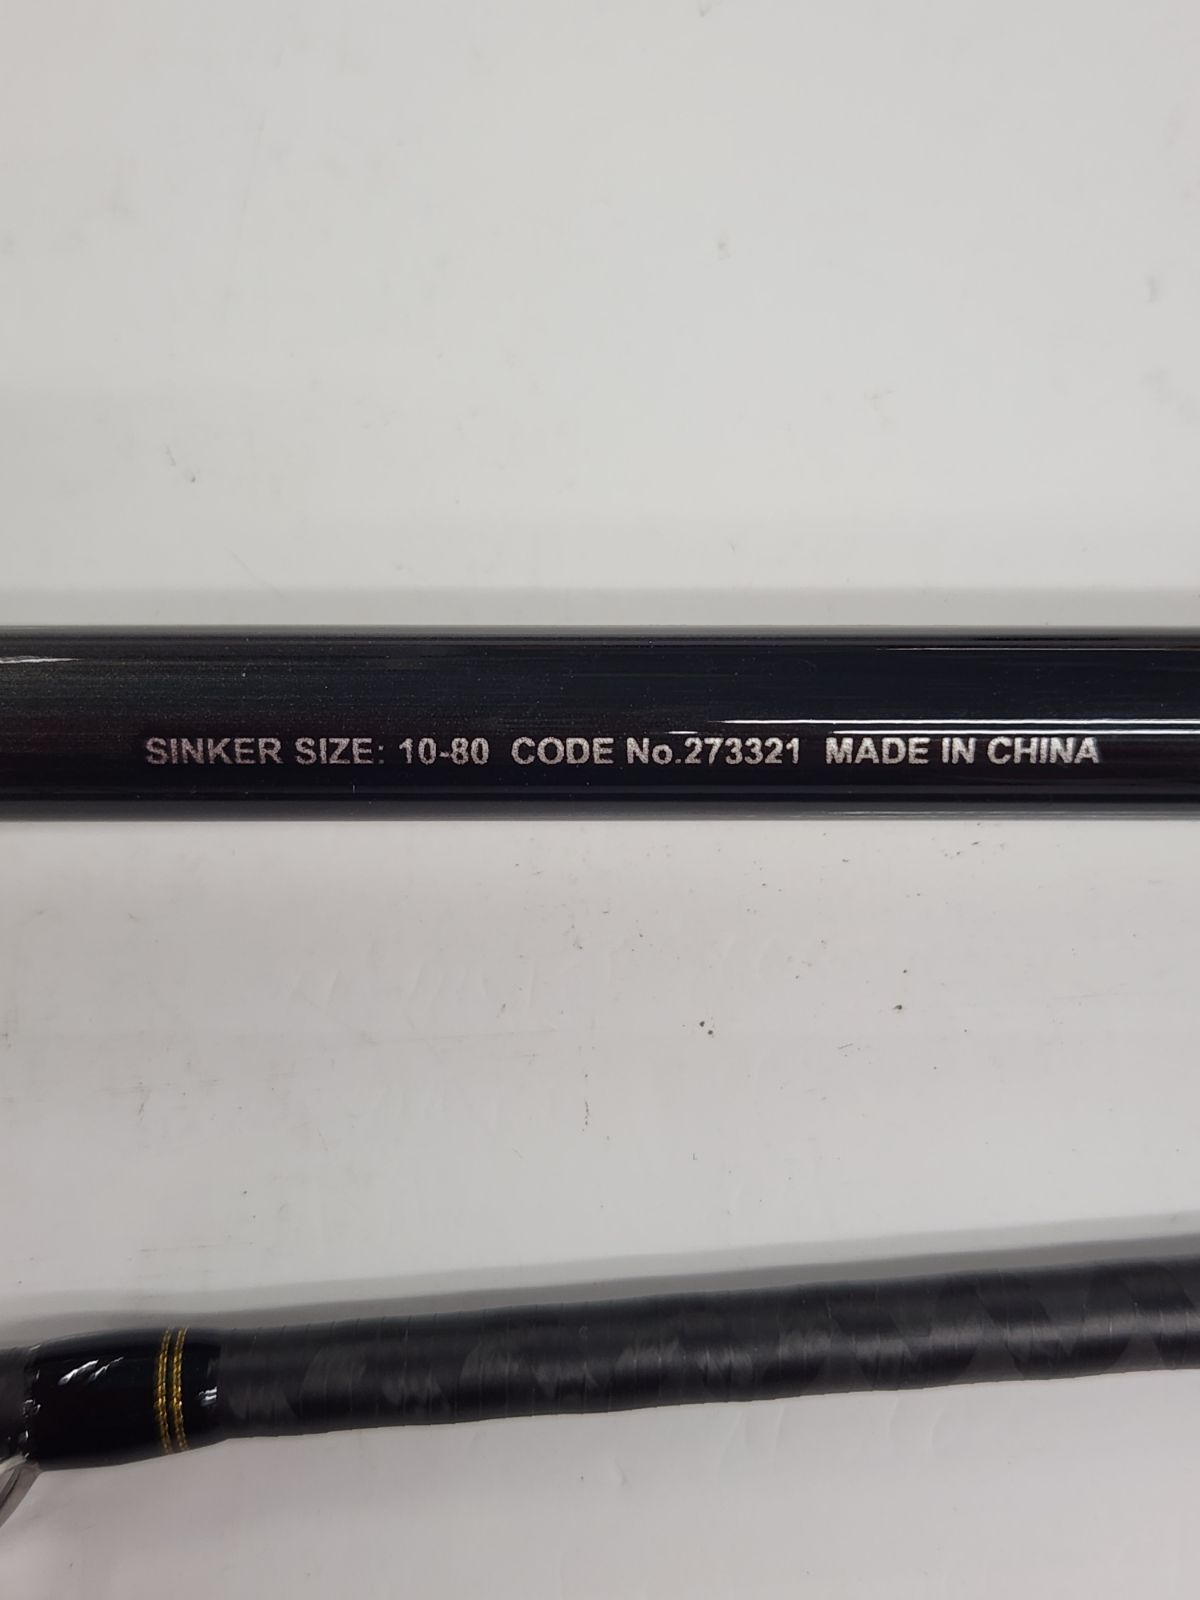 SINKER SIZE: 10-80 CODE No.273321 MADE IN CHINA